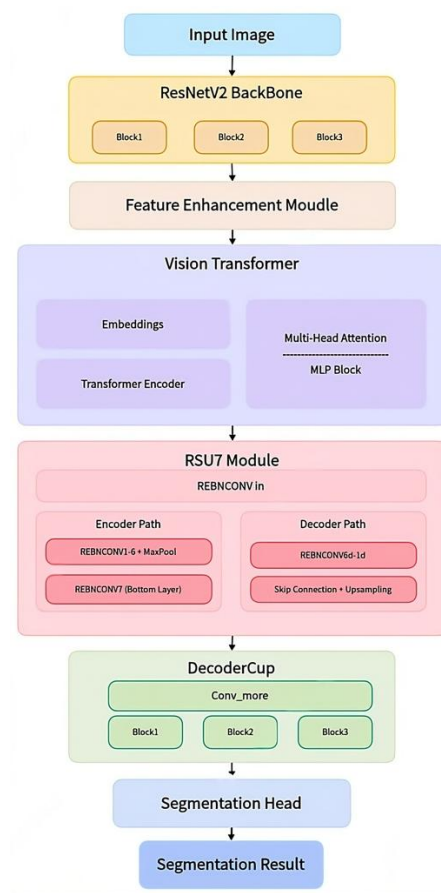 Input Image
ResNetV2 BackBone
Block1 Block2 Block3
Feature Enhancement Moudle
Vision Transformer
Embeddings
Transformer Encoder
Multi-Head Attention
MLP Block
RSU7 Module
REBNCONV in
Encoder Path
REBNCONV1-6 + MaxPool
REBNCONV7 (Bottom Layer)
Decoder Path
REBNCONV6d-1d
Skip Connection + Upsampling
DecoderCup
Conv_more
Block1 Block2 Block3
Segmentation Head
Segmentation Result